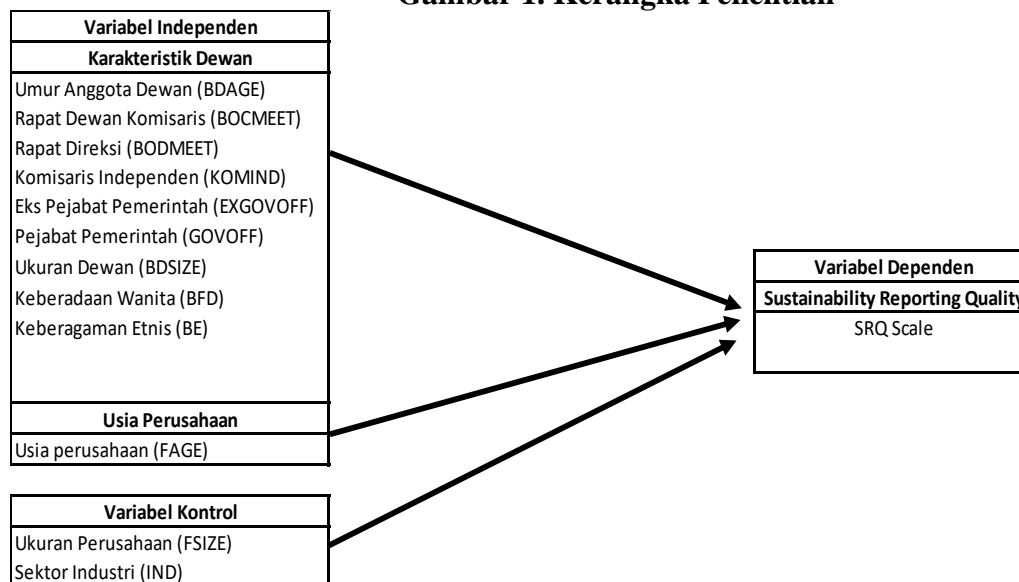 Gambar 1. Kerangka Penelitian
Variabel Independen
Karakteristik Dewan
Umur Anggota Dewan (BDAGE)
Rapat Dewan Komisaris (BOCMEET)
Rapat Direksi (BODMEET)
Komisaris Independen (KOMIND)
Eks Pejabat Pemerintah (EXGOVOFF)
Pejabat Pemerintah (GOVOFF)
Ukuran Dewan (BDSIZE)
Keberadaan Wanita (BFD)
Keberagaman Etnis (BE)
Usia Perusahaan
Usia perusahaan (FAGE)
Variabel Kontrol
Ukuran Perusahaan (FSIZE)
Sektor Industri (IND)
Variabel Dependen
Sustainability Reporting Quality
SRQ Scale